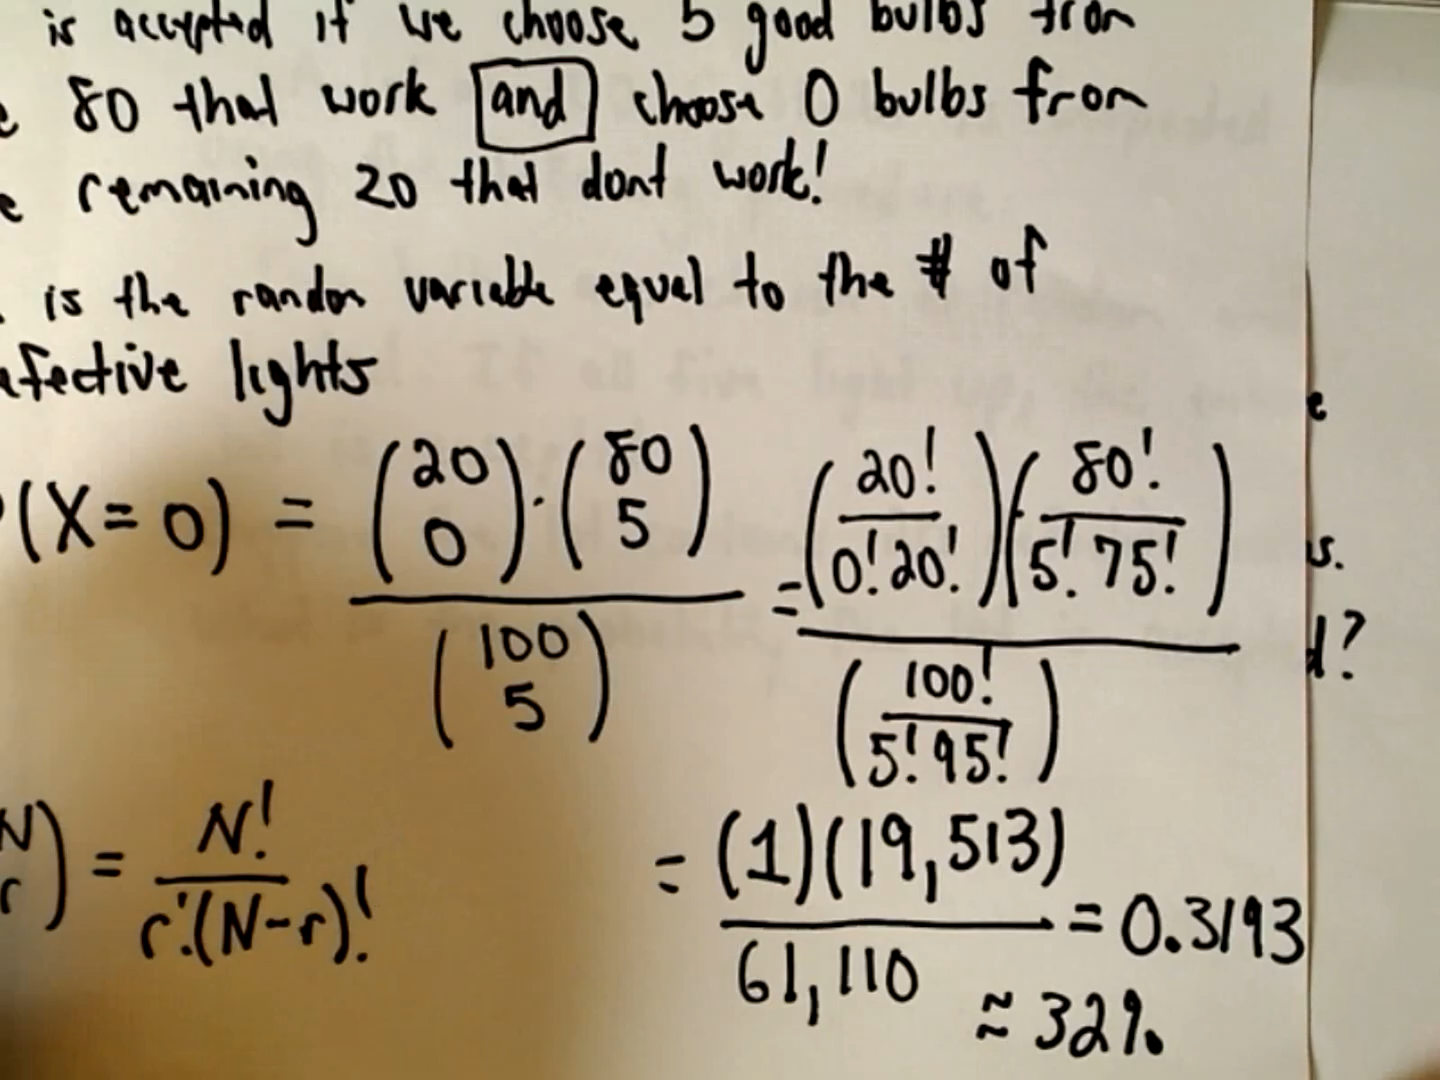 is accepted if we choose 5 good bulbs from
e 80 that work and choose 0 bulbs from
e remaining 20 that dont work!
is the random variable equal to the # of
efective lights
(X=0) = (20 0)·(80 5) / (100 5) = (20!/0!20!)(80!/5!75!) / (100!/5!95!)
e
s.
d?
N r) = N!/r!(N-r)!
= (1)(19,513)/61,110 = 0.3193
≈ 32%